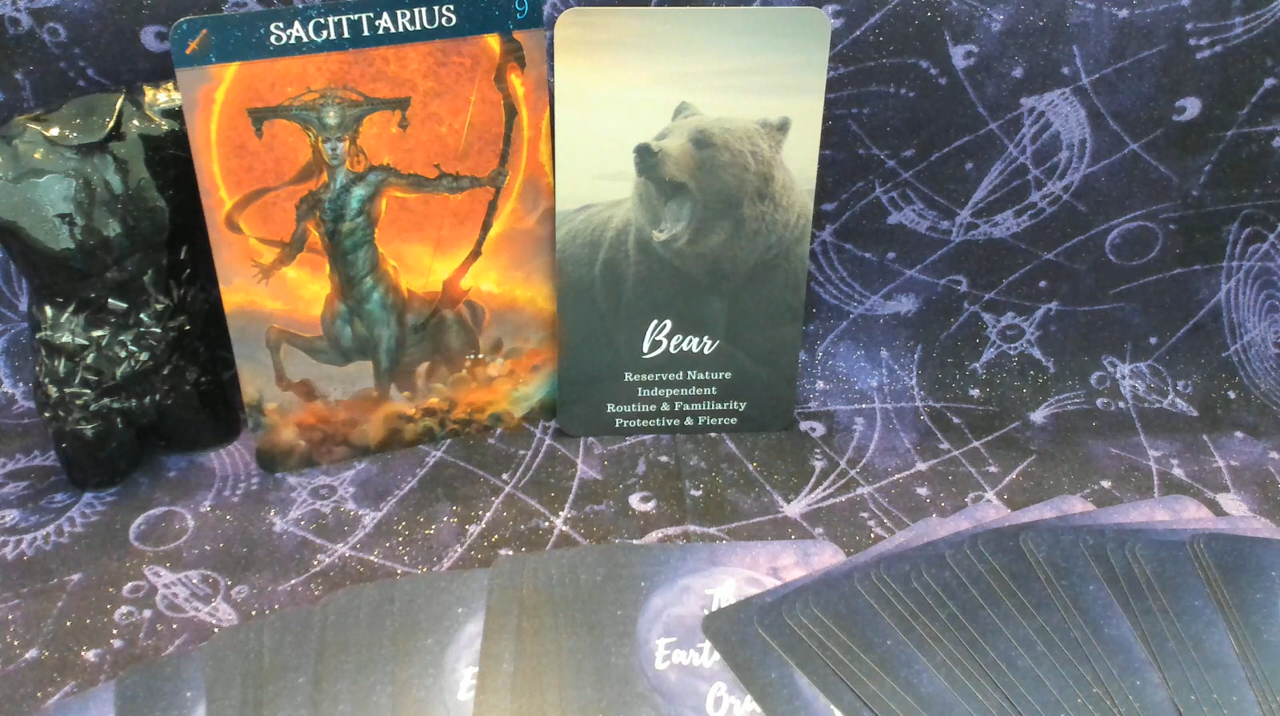 SAGITTARIUS 9
Bear
Reserved Nature
Independent
Routine & Familiarity
Protective & Fierce